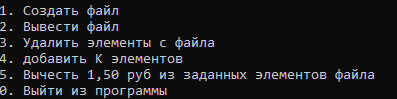 1. Создать файл
2. Вывести файл
3. Удалить элементы с файла
4. добавить К элементов
5. Вычесть 1,50 руб из заданных элементов файла
0. Выйти из программы